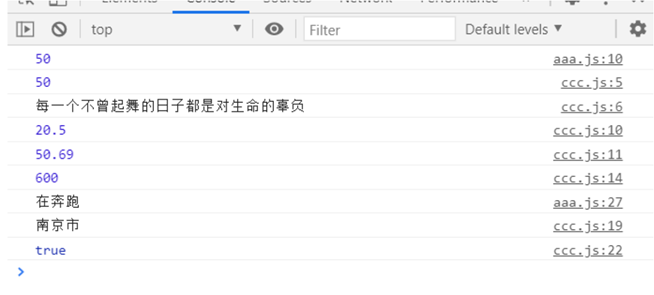 Console
top
Filter
Default levels
50 aaa.js:10
50 ccc.js:5
每一个不曾起舞的日子都是对生命的辜负 ccc.js:6
20.5 ccc.js:10
50.69 ccc.js:11
600 ccc.js:14
在奔跑 aaa.js:27
南京市 ccc.js:19
true ccc.js:22